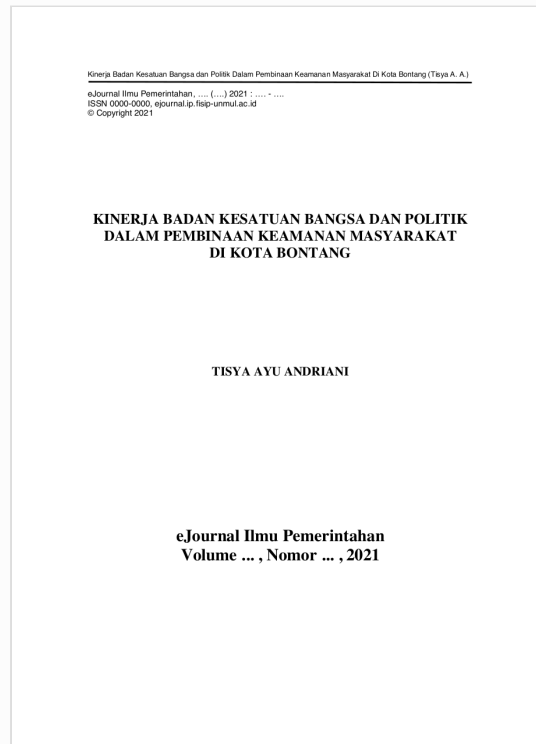 Kinerja Badan Kesatuan Bangsa dan Politik Dalam Pembinaan Keamanan Masyarakat Di Kota Bontang (Tisya A. A.)
eJournal Ilmu Pemerintahan, .... (....) 2021 : .... - ....
ISSN 0000-0000, ejournal.ip.fisip-unmul.ac.id
© Copyright 2021
KINERJA BADAN KESATUAN BANGSA DAN POLITIK
DALAM PEMBINAAN KEAMANAN MASYARAKAT
DI KOTA BONTANG
TISYA AYU ANDRIANI
eJournal Ilmu Pemerintahan
Volume ... , Nomor ... , 2021